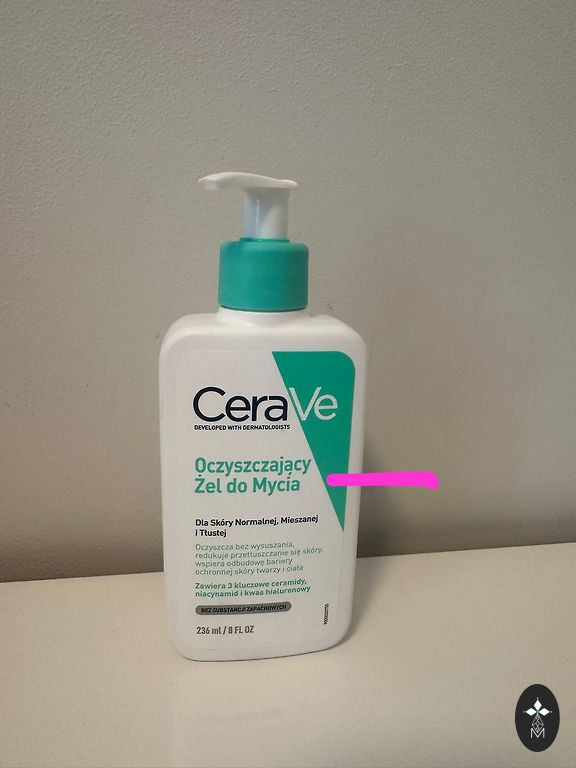 CeraVe
DEVELOPED WITH DERMATOLOGISTS
Oczyszczający
Żel do Mycia
Dla Skóry Normalnej, Mieszanej
i Tłustej
Oczyszcza bez wysuszania,
redukuje przetłuszczanie się skóry,
wspiera odbudowę bariery
ochronnej skóry twarzy i ciała
Zawiera 3 kluczowe ceramidy,
niacynamid i kwas hialuronowy
BEZ SUBSTANCJI ZAPACHOWYCH
236 ml / 8 FL OZ
M